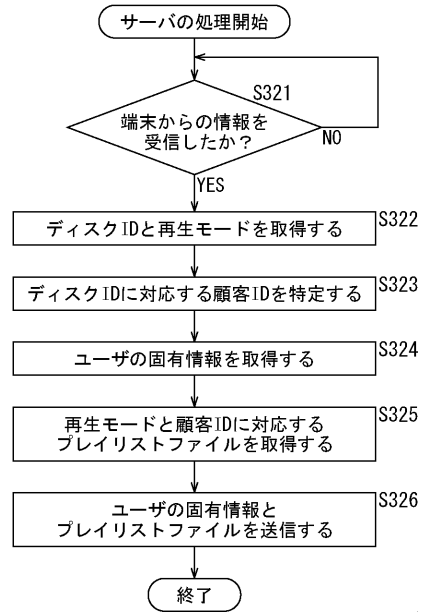 サーバの処理開始
S321
端末からの情報を
受信したか？
NO
YES
S322
ディスクIDと再生モードを取得する
S323
ディスクIDに対応する顧客IDを特定する
S324
ユーザの固有情報を取得する
S325
再生モードと顧客IDに対応する
プレイリストファイルを取得する
S326
ユーザの固有情報と
プレイリストファイルを送信する
終了